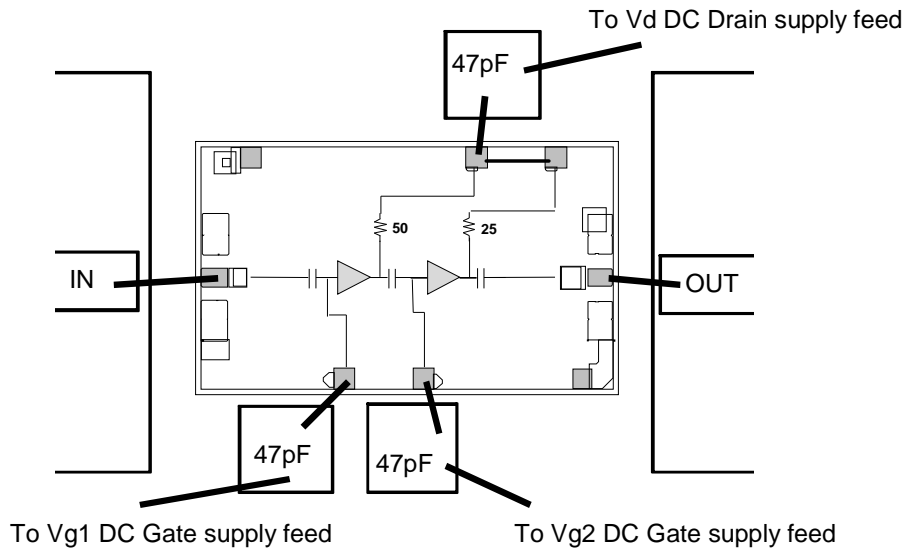 To Vd DC Drain supply feed
47pF
50
25
IN
OUT
47pF
47pF
To Vg1 DC Gate supply feed
To Vg2 DC Gate supply feed